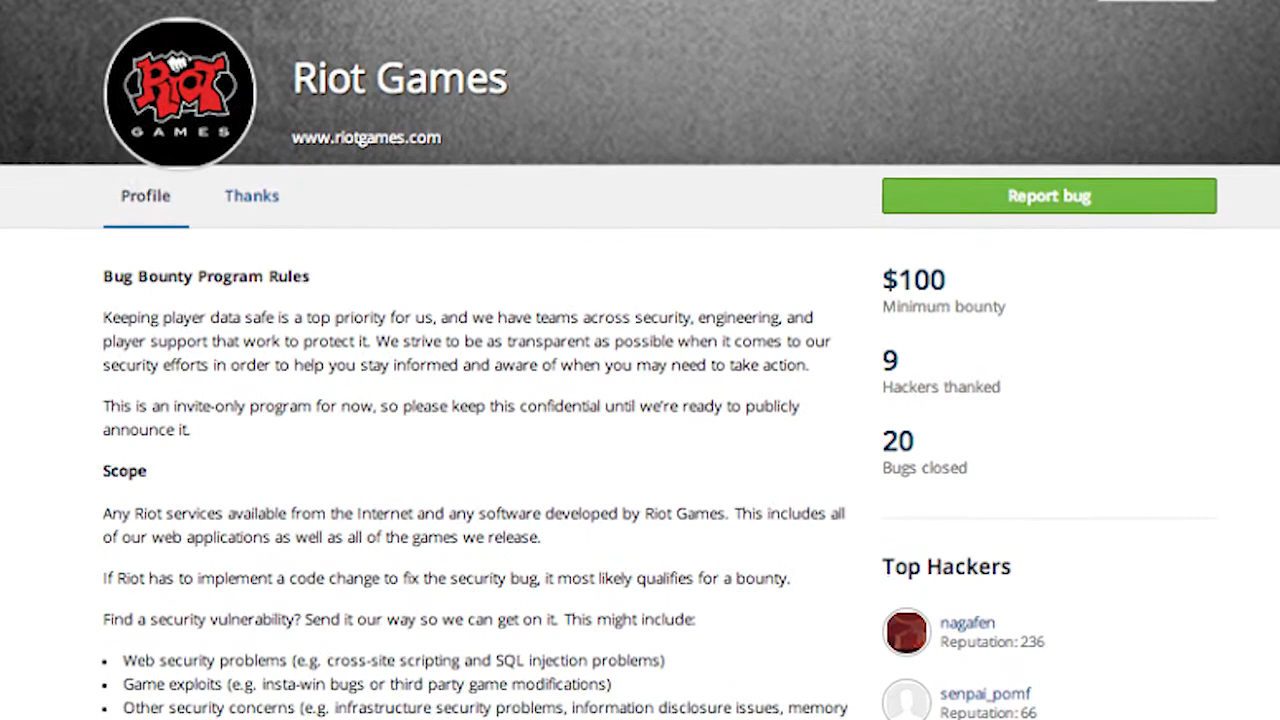 RIOT
GAMES
Riot Games
www.riotgames.com
Profile
Thanks
Report bug
Bug Bounty Program Rules
Keeping player data safe is a top priority for us, and we have teams across security, engineering, and
player support that work to protect it. We strive to be as transparent as possible when it comes to our
security efforts in order to help you stay informed and aware of when you may need to take action.
This is an invite-only program for now, so please keep this confidential until we're ready to publicly
announce it.
Scope
Any Riot services available from the Internet and any software developed by Riot Games. This includes all
of our web applications as well as all of the games we release.
If Riot has to implement a code change to fix the security bug, it most likely qualifies for a bounty.
Find a security vulnerability? Send it our way so we can get on it. This might include:
• Web security problems (e.g. cross-site scripting and SQL injection problems)
• Game exploits (e.g. insta-win bugs or third party game modifications)
• Other security concerns (e.g. infrastructure security problems, information disclosure issues, memory
$100
Minimum bounty
9
Hackers thanked
20
Bugs closed
Top Hackers
nagafen
Reputation: 236
senpai_pomf
Reputation: 66